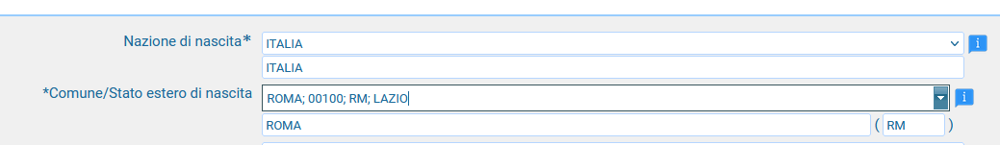 Nazione di nascita* ITALIA i
ITALIA
*Comune/Stato estero di nascita ROMA; 00100; RM; LAZIO i
ROMA ( RM )